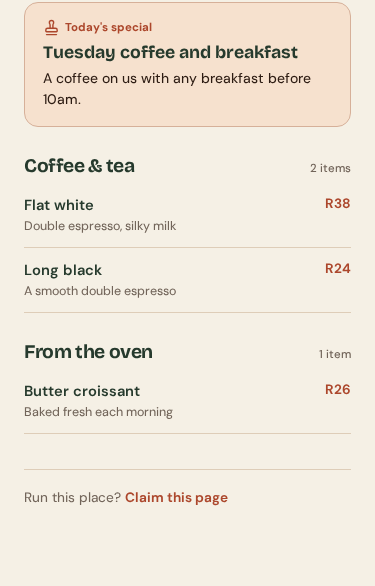 Today's special
Tuesday coffee and breakfast
A coffee on us with any breakfast before
10am.
Coffee & tea
2 items
Flat white
R38
Double espresso, silky milk
Long black
R24
A smooth double espresso
From the oven
1 item
Butter croissant
R26
Baked fresh each morning
Run this place? Claim this page